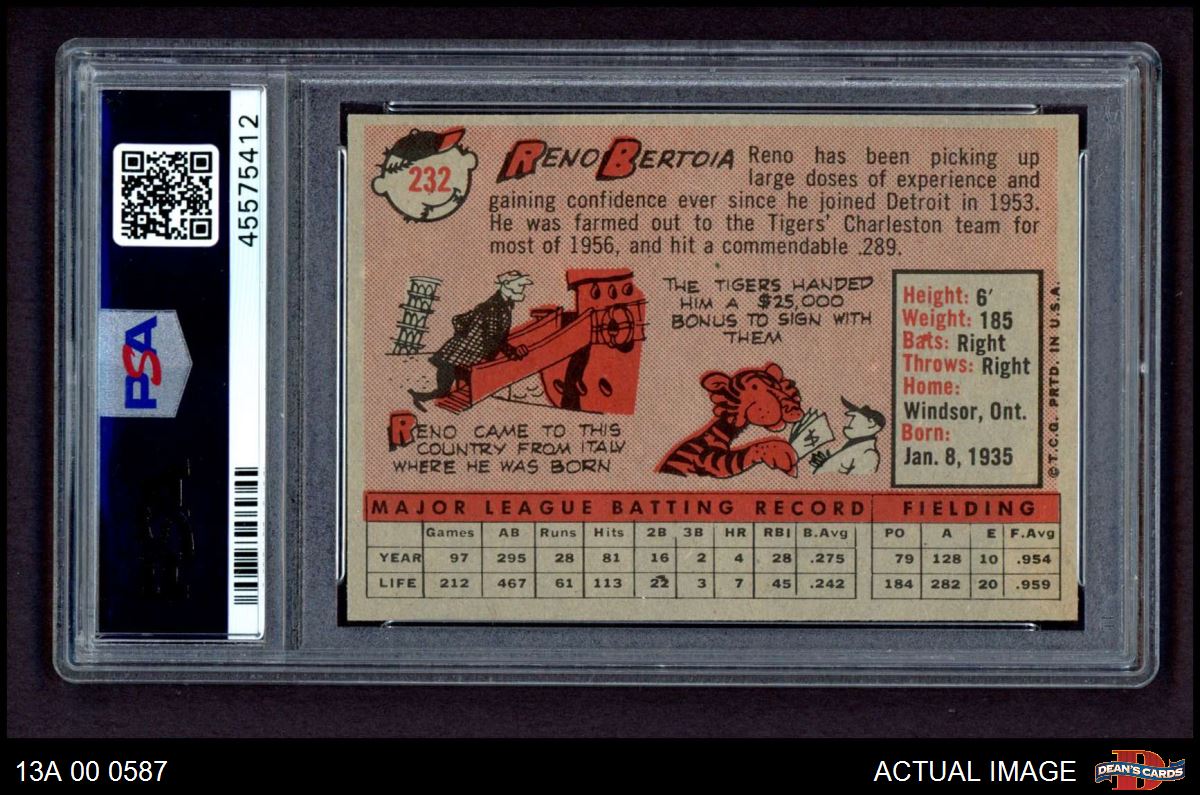 45575412
PSA
232
RENO BERTOIA Reno has been picking up
large doses of experience and
gaining confidence ever since he joined Detroit in 1953.
He was farmed out to the Tigers' Charleston team for
most of 1956, and hit a commendable .289.
THE TIGERS HANDED
HIM A $25,000
BONUS TO SIGN WITH
THEM
$
RENO CAME TO THIS
COUNTRY FROM ITALY
WHERE HE WAS BORN
Height: 6'
Weight: 185
Bats: Right
Throws: Right
Home:
Windsor, Ont.
Born:
Jan. 8, 1935
©T.C.G. PRTD. IN U.S.A.
MAJOR LEAGUE BATTING RECORD FIELDING
Games AB Runs Hits 2B 3B HR RBI B.Avg PO A E F.Avg
YEAR 97 295 28 81 16 2 4 28 .275 79 128 10 .954
LIFE 212 467 61 113 22 3 7 45 .242 184 282 20 .959
13A 00 0587
ACTUAL IMAGE
DEAN'S CARDS